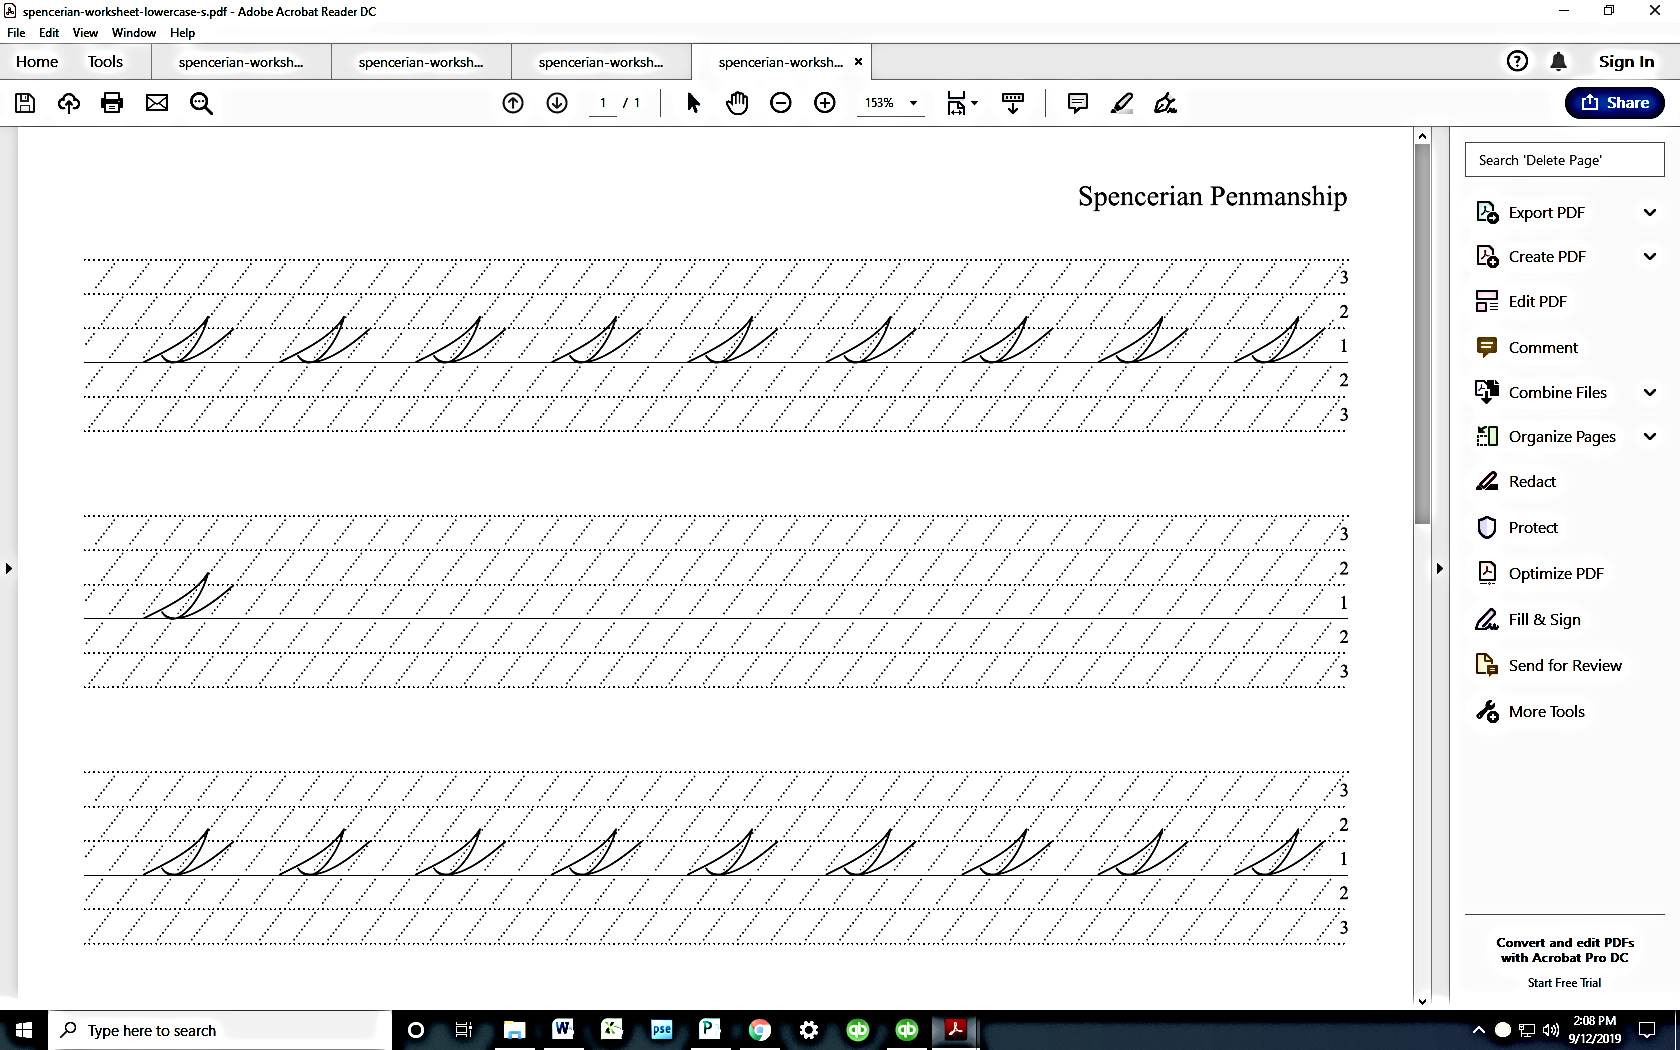 spencerian-worksheet-lowercase-s.pdf - Adobe Acrobat Reader DC
File Edit View Window Help
Home Tools spencerian-worksh... spencerian-worksh... spencerian-worksh... spencerian-worksh... × ? Sign In
1 / 1 153% Share
Search 'Delete Page'
Spencerian Penmanship
3
2
1
2
3
3
2
1
2
3
3
2
1
2
3
s s s s s s s s s
s
s s s s s s s s s
Export PDF
Create PDF
Edit PDF
Comment
Combine Files
Organize Pages
Redact
Protect
Optimize PDF
Fill & Sign
Send for Review
More Tools
Convert and edit PDFs
with Acrobat Pro DC
Start Free Trial
Type here to search
W X pse P qb qb
2:08 PM
9/12/2019